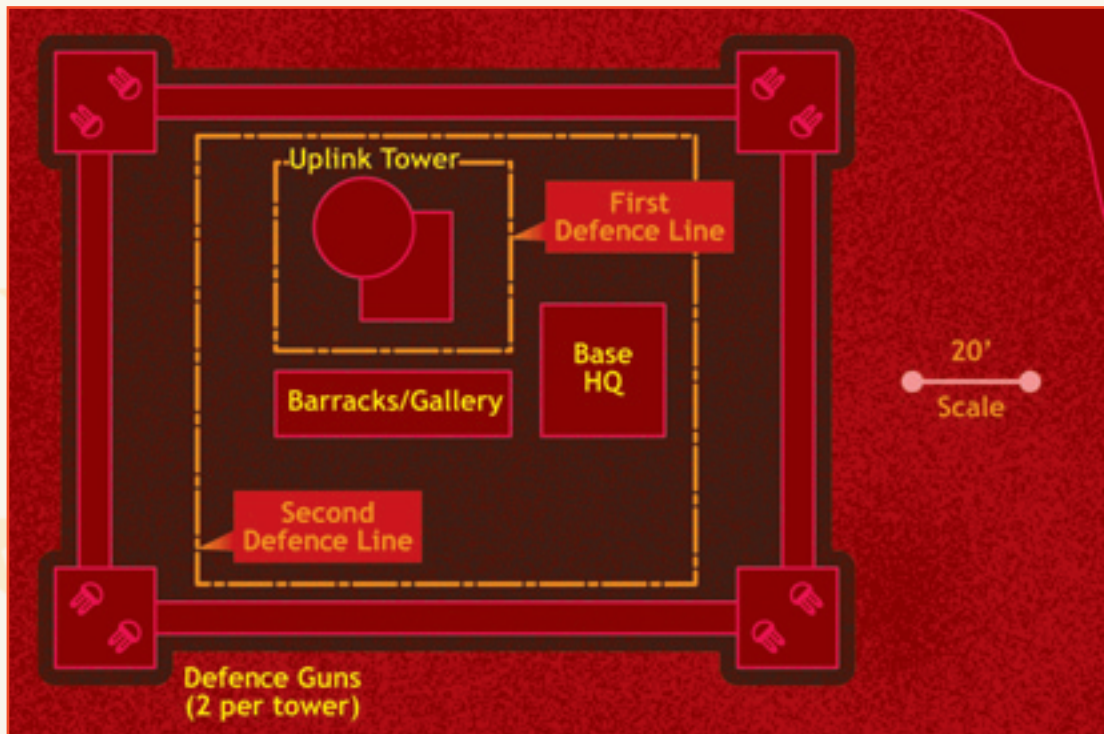 Uplink Tower
First
Defence Line
Base
HQ
20'
Scale
Barracks/Gallery
Second
Defence Line
Defence Guns
(2 per tower)